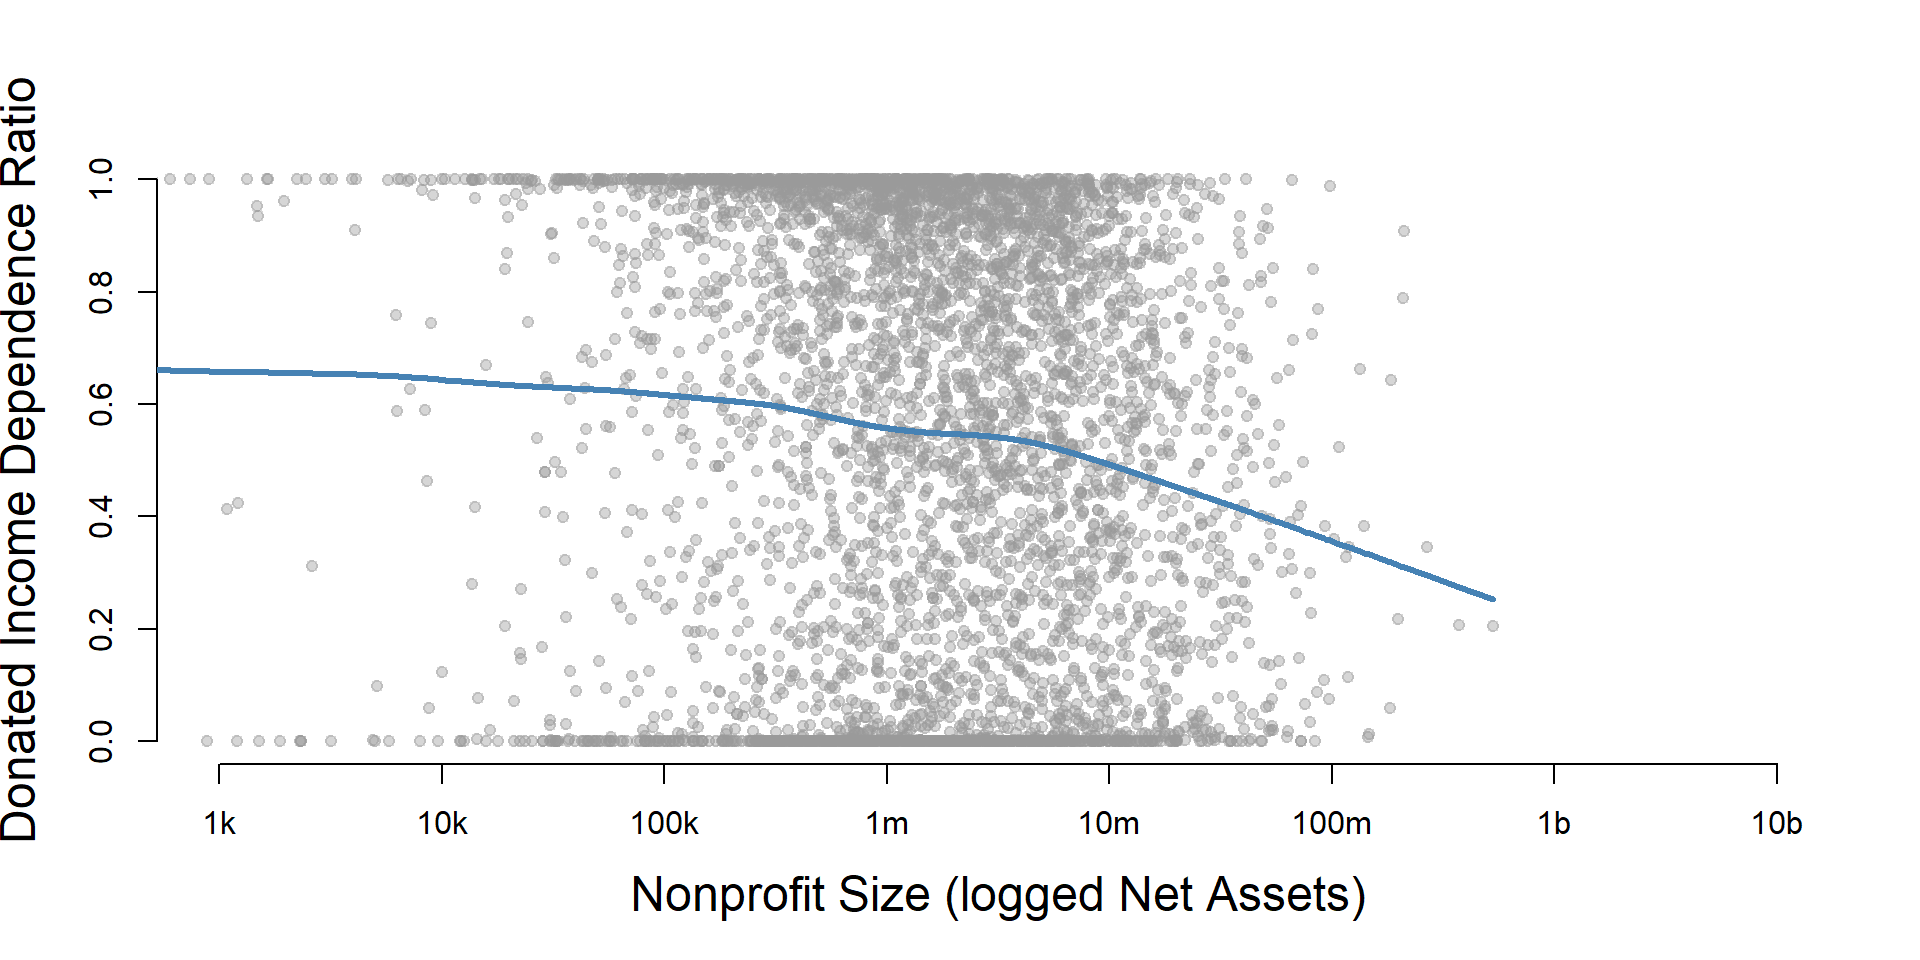 Donated Income Dependence Ratio
1.0
0.8
0.6
0.4
0.2
0.0
1k 10k 100k 1m 10m 100m 1b 10b
Nonprofit Size (logged Net Assets)